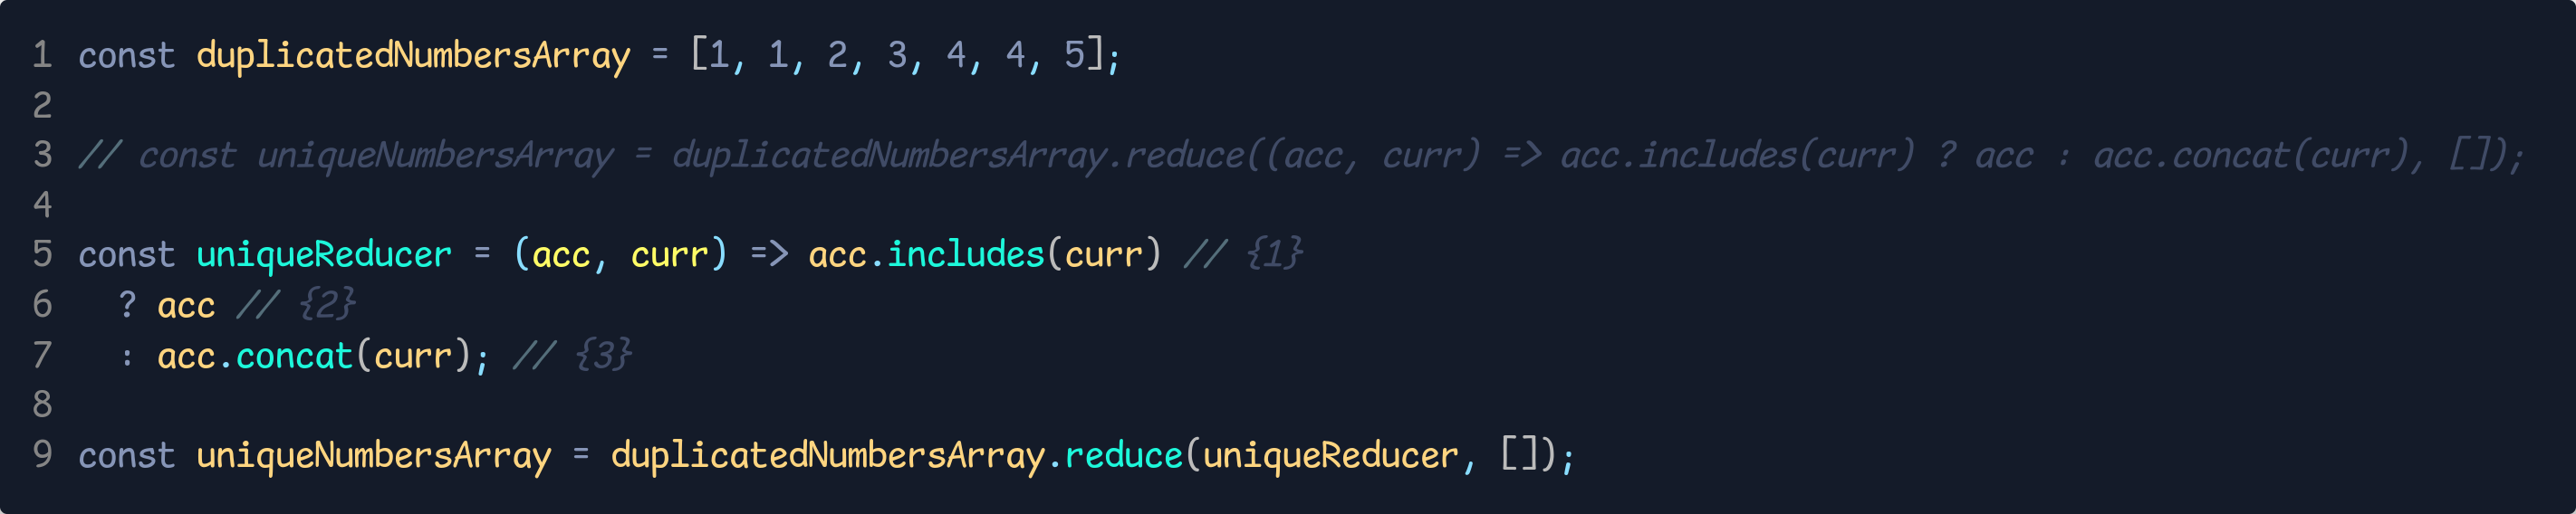 1 const duplicatedNumbersArray = [1, 1, 2, 3, 4, 4, 5];
2
3 // const uniqueNumbersArray = duplicatedNumbersArray.reduce((acc, curr) => acc.includes(curr) ? acc : acc.concat(curr), []);
4
5 const uniqueReducer = (acc, curr) => acc.includes(curr) // {1}
6   ? acc // {2}
7   : acc.concat(curr); // {3}
8
9 const uniqueNumbersArray = duplicatedNumbersArray.reduce(uniqueReducer, []);